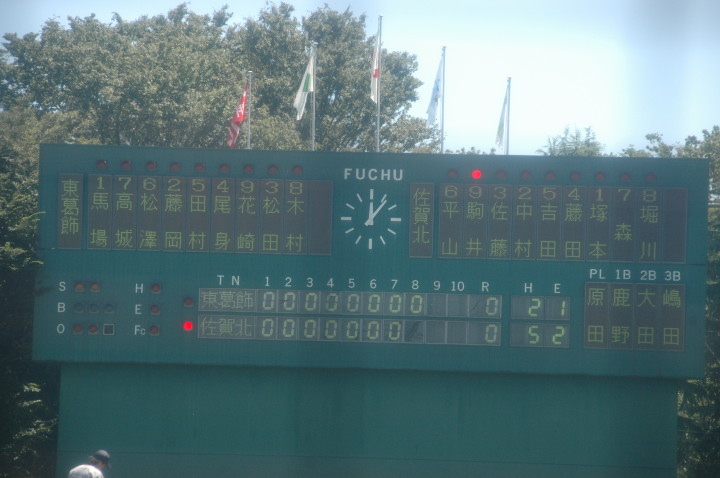 FUCHU
東葛飾
1 7 6 2 5 4 9 3 8
馬場 高城 松澤 藤岡 田村 尾身 花崎 松田 木村
佐賀北
6 9 3 2 5 4 1 7 8
平山 駒井 佐藤 中村 吉田 藤田 塚本 森 堀川
S H
B E
O Fc
TN 1 2 3 4 5 6 7 8 9 10 R H E
東葛飾 0 0 0 0 0 0 0 0 0 2 1
佐賀北 0 0 0 0 0 0 0 0 5 2
PL 1B 2B 3B
原田 鹿野 大田 嶋田